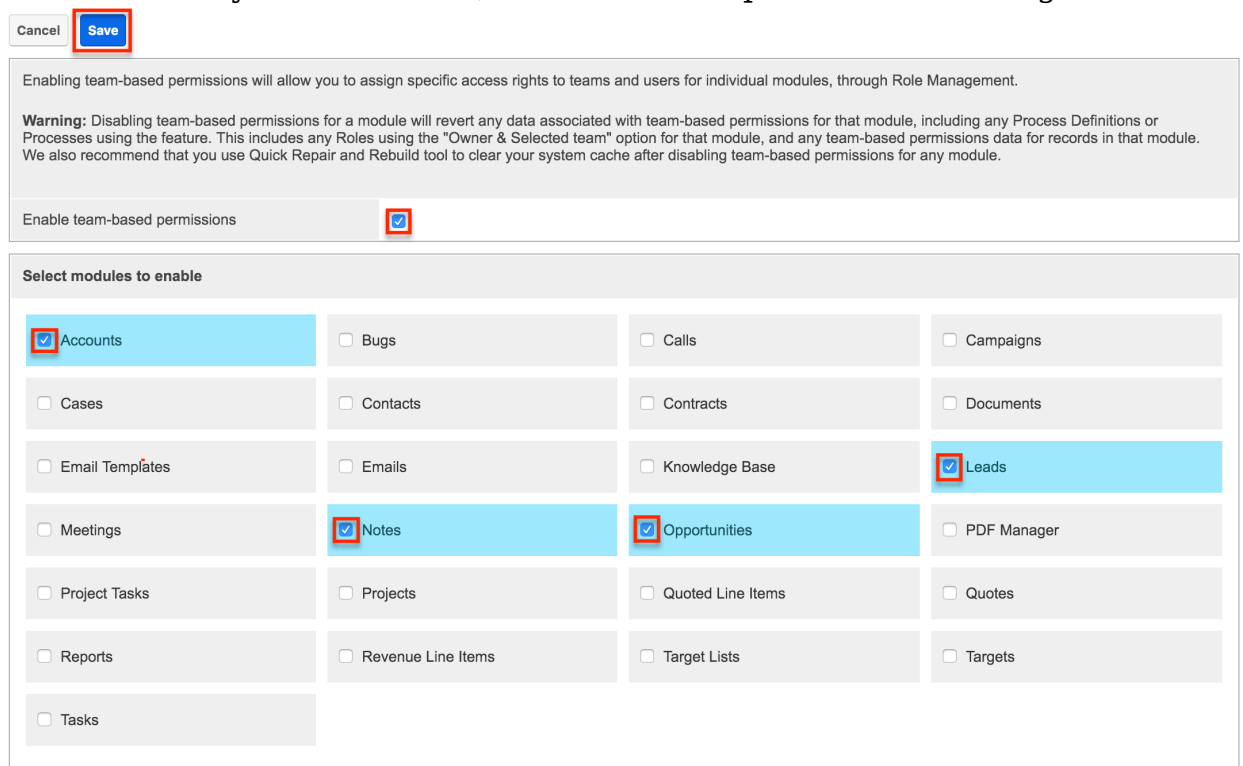 Cancel Save
Enabling team-based permissions will allow you to assign specific access rights to teams and users for individual modules, through Role Management.
Warning: Disabling team-based permissions for a module will revert any data associated with team-based permissions for that module, including any Process Definitions or
Processes using the feature. This includes any Roles using the "Owner & Selected team" option for that module, and any team-based permissions data for records in that module.
We also recommend that you use Quick Repair and Rebuild tool to clear your system cache after disabling team-based permissions for any module.
Enable team-based permissions
Select modules to enable
Accounts Bugs Calls Campaigns
Cases Contacts Contracts Documents
Email Templates Emails Knowledge Base Leads
Meetings Notes Opportunities PDF Manager
Project Tasks Projects Quoted Line Items Quotes
Reports Revenue Line Items Target Lists Targets
Tasks